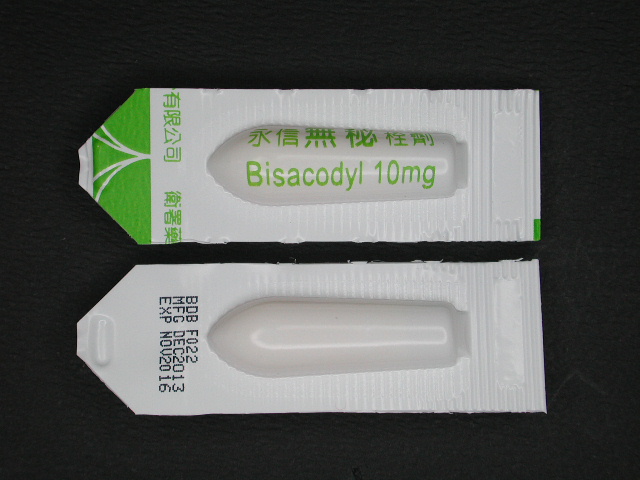 有限公司
衛署藥
永信無秘栓劑
Bisacodyl 10mg
BDB F022
MFG DEC2013
EXP NOV2016